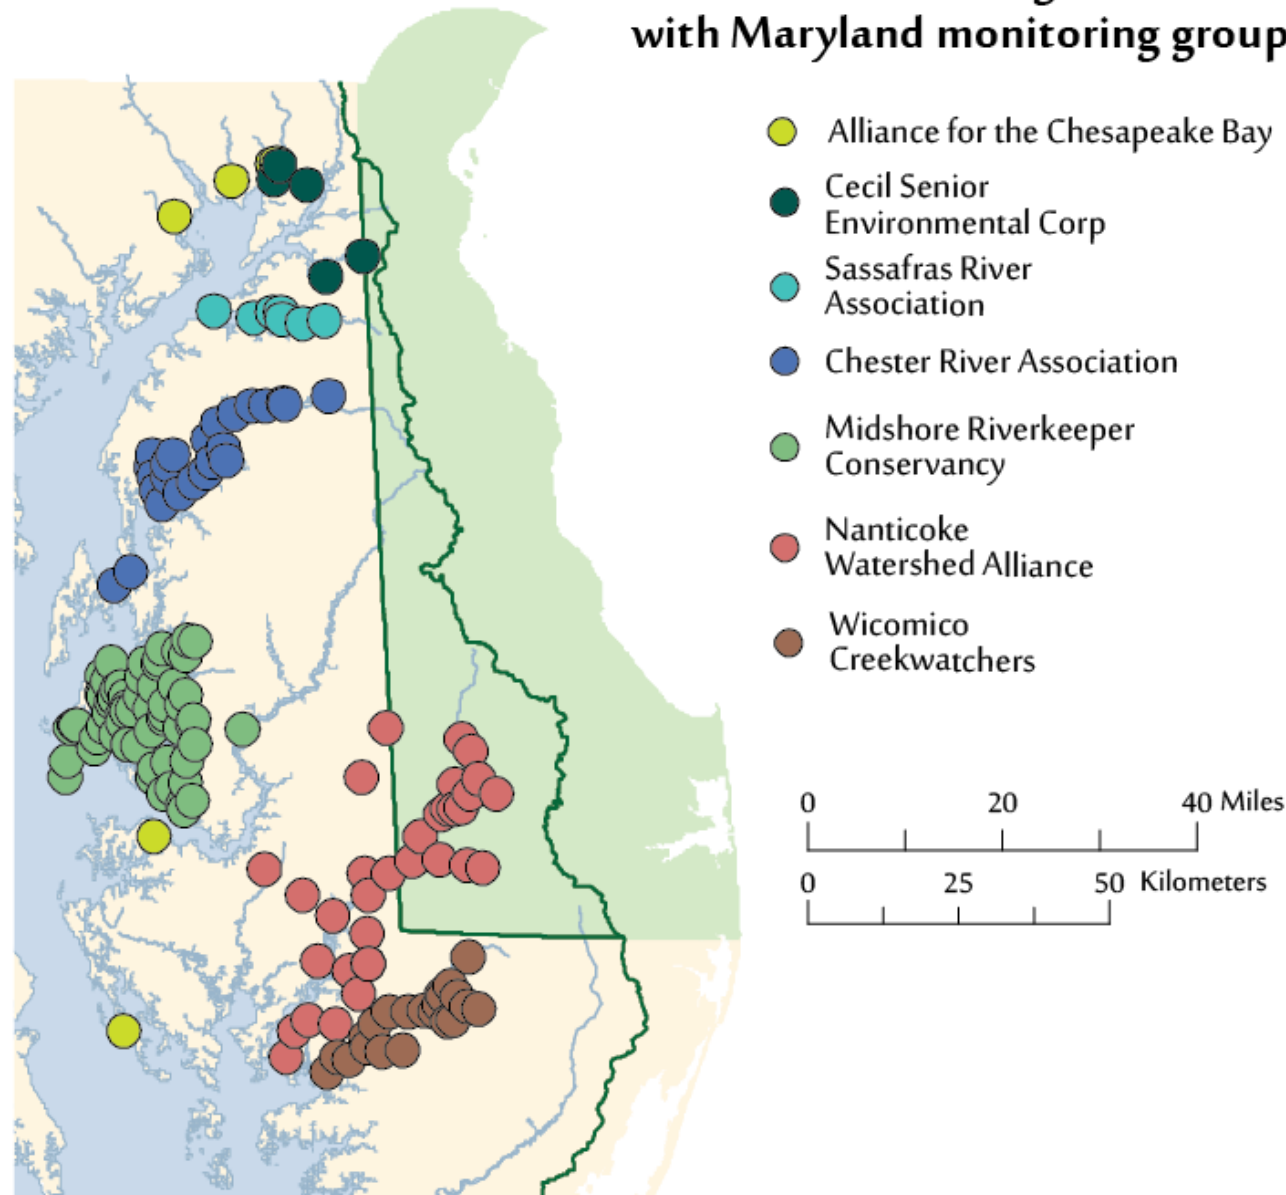 with Maryland monitoring group
Alliance for the Chesapeake Bay
Cecil Senior
Environmental Corp
Sassafras River
Association
Chester River Association
Midshore Riverkeeper
Conservancy
Nanticoke
Watershed Alliance
Wicomico
Creekwatchers
0 20 40 Miles
0 25 50 Kilometers